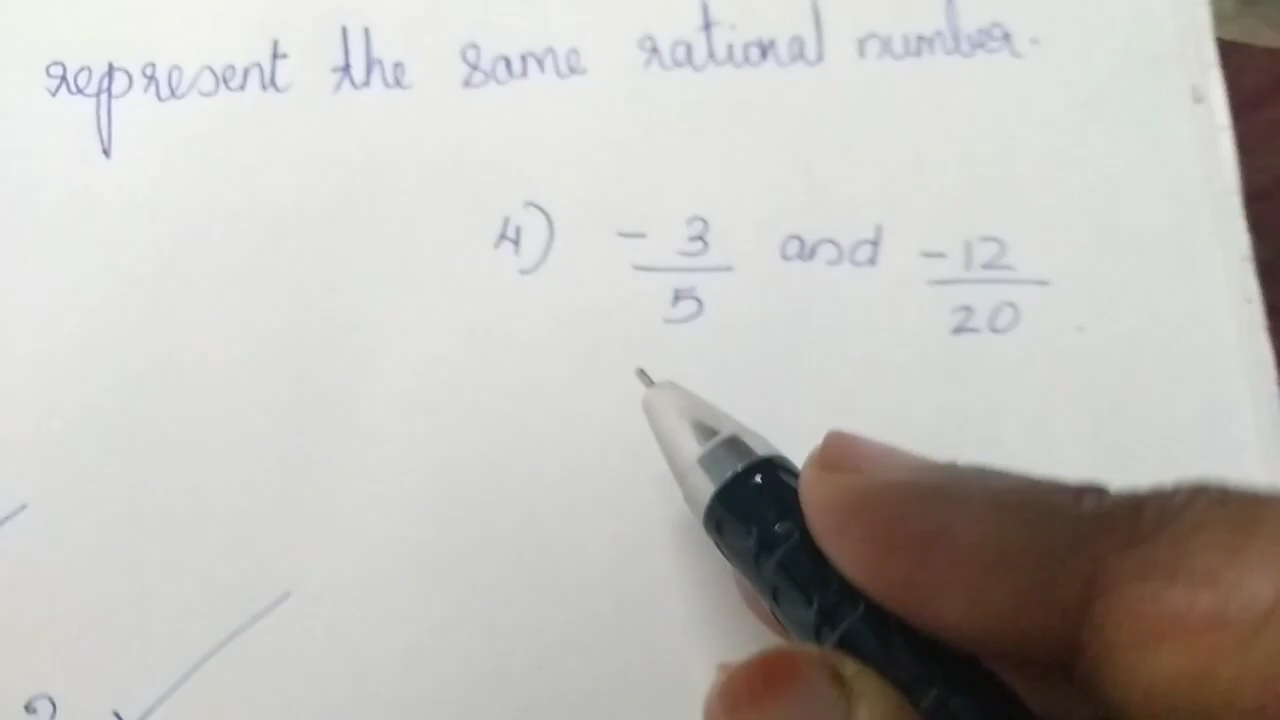 represent the same rational number.
4) -3/5 and -12/20